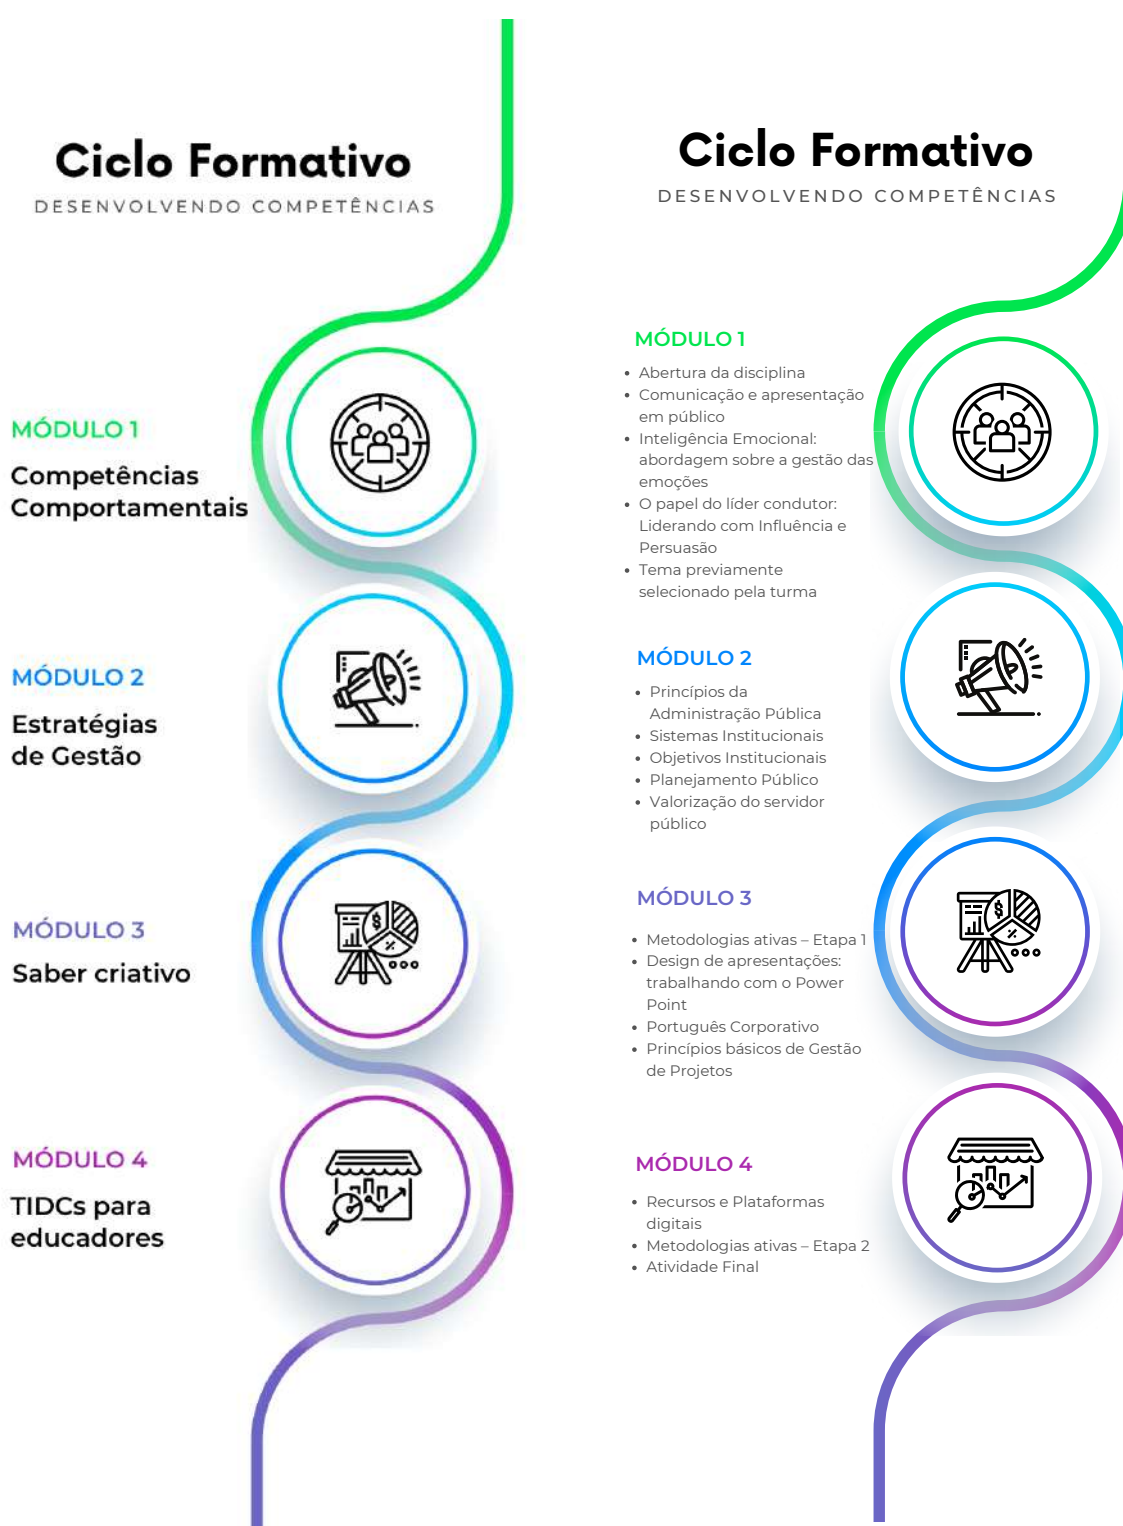 Ciclo Formativo
DESENVOLVENDO COMPETÊNCIAS
MÓDULO 1
Competências
Comportamentais
MÓDULO 2
Estratégias
de Gestão
MÓDULO 3
Saber criativo
MÓDULO 4
TIDCs para
educadores
Ciclo Formativo
DESENVOLVENDO COMPETÊNCIAS
MÓDULO 1
• Abertura da disciplina
• Comunicação e apresentação
em público
• Inteligência Emocional:
abordagem sobre a gestão das
emoções
• O papel do líder condutor:
Liderando com Influência e
Persuasão
• Tema previamente
selecionado pela turma
MÓDULO 2
• Princípios da
Administração Pública
• Sistemas Institucionais
• Objetivos Institucionais
• Planejamento Público
• Valorização do servidor
público
MÓDULO 3
• Metodologias ativas – Etapa 1
• Design de apresentações:
trabalhando com o Power
Point
• Português Corporativo
• Princípios básicos de Gestão
de Projetos
MÓDULO 4
• Recursos e Plataformas
digitais
• Metodologias ativas – Etapa 2
• Atividade Final